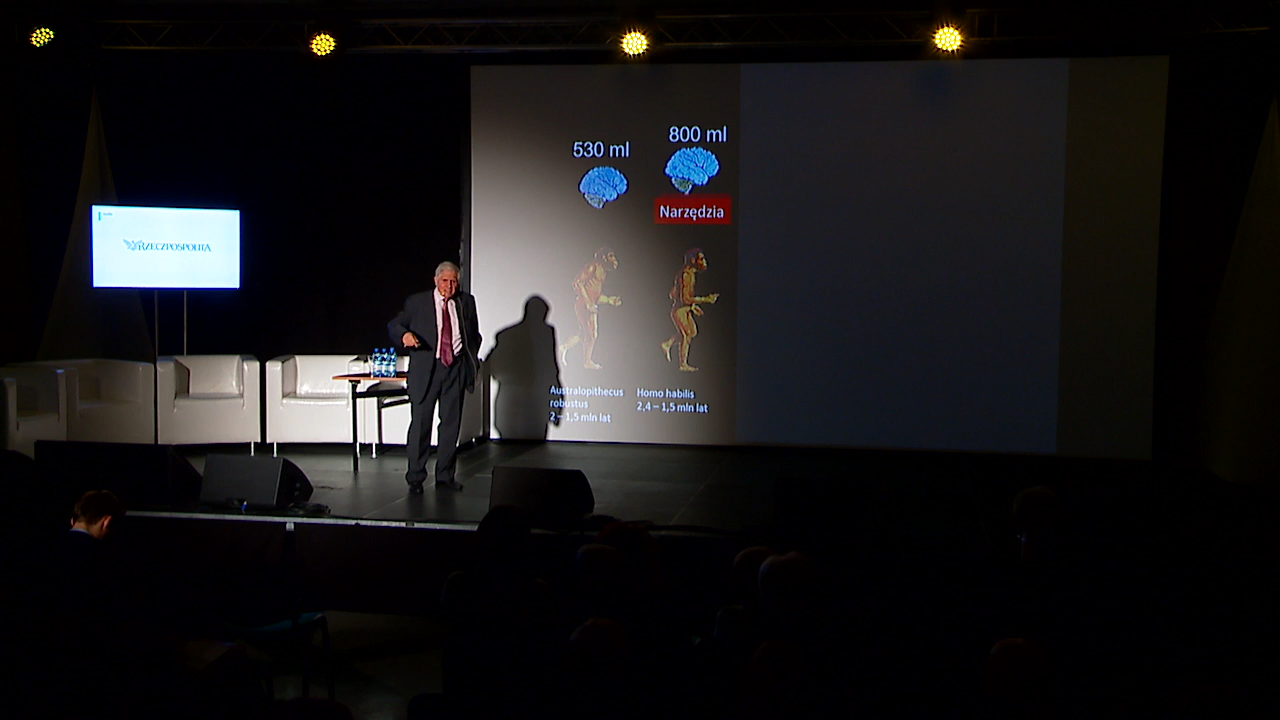 RZECZPOSPOLITA
530 ml
800 ml
Narzędzia
Australopithecus
robustus
2 – 1,5 mln lat
Homo habilis
2,4 – 1,5 mln lat